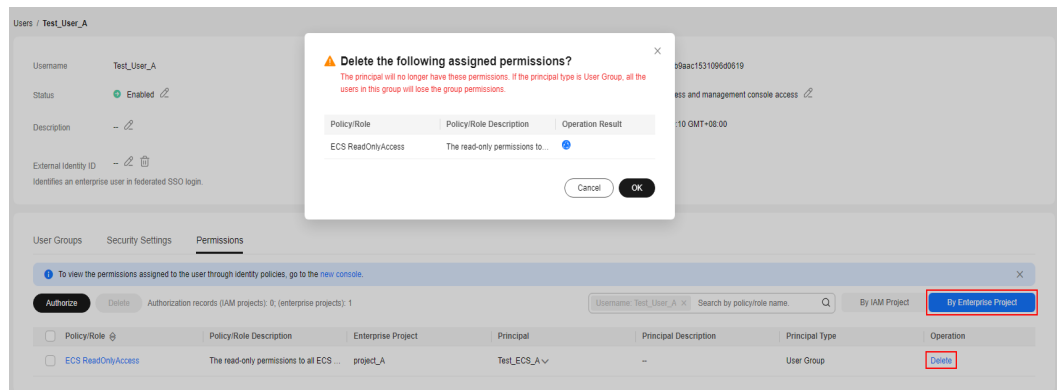 Users / Test_User_A
Username Test_User_A
Status Enabled
Description --
External Identity ID --
Identifies an enterprise user in federated SSO login.
b9aac1531096d0619
ess and management console access
:10 GMT+08:00
Delete the following assigned permissions?
The principal will no longer have these permissions. If the principal type is User Group, all the
users in this group will lose the group permissions.
Policy/Role Policy/Role Description Operation Result
ECS ReadOnlyAccess The read-only permissions to...
Cancel OK
User Groups Security Settings Permissions
To view the permissions assigned to the user through identity policies, go to the new console.
Authorize Delete Authorization records (IAM projects): 0; (enterprise projects): 1 Username: Test_User_A × Search by policy/role name. By IAM Project By Enterprise Project
Policy/Role Policy/Role Description Enterprise Project Principal Principal Description Principal Type Operation
ECS ReadOnlyAccess The read-only permissions to all ECS ... project_A Test_ECS_A -- User Group Delete